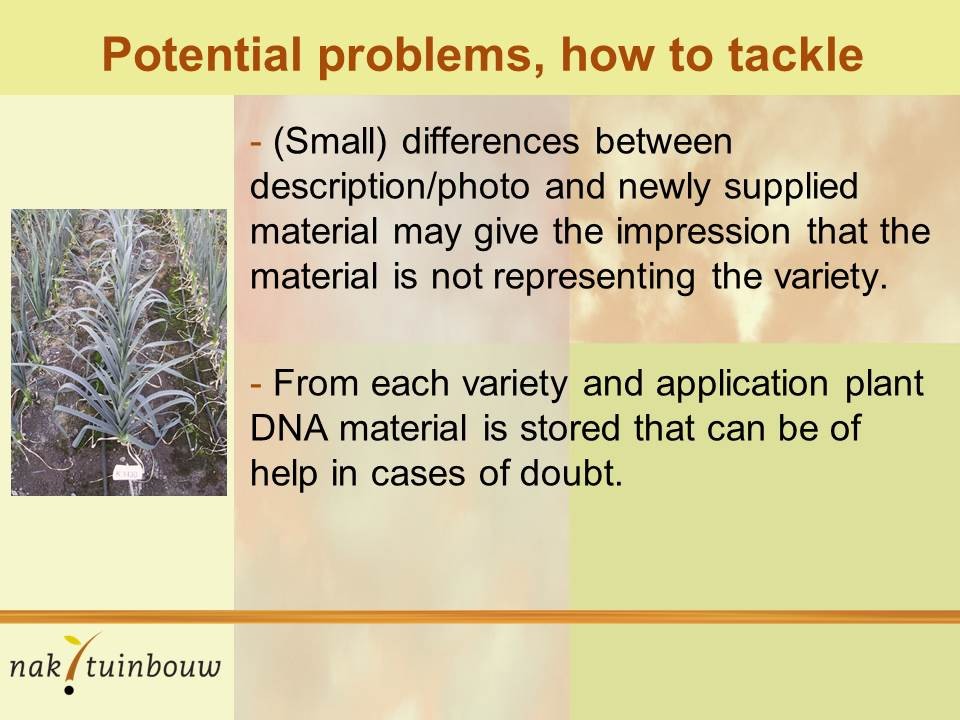 Potential problems, how to tackle
- (Small) differences between
description/photo and newly supplied
material may give the impression that the
material is not representing the variety.
- From each variety and application plant
DNA material is stored that can be of
help in cases of doubt.
nak tuinbouw